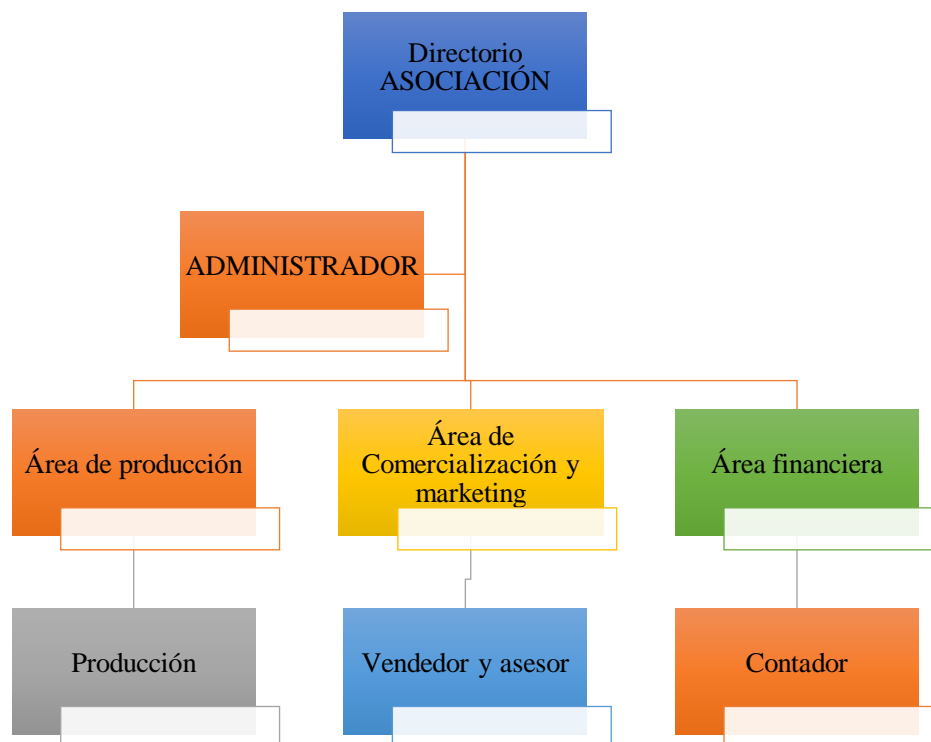 Directorio
ASOCIACIÓN
ADMINISTRADOR
Área de producción
Área de
Comercialización y
marketing
Área financiera
Producción
Vendedor y asesor
Contador